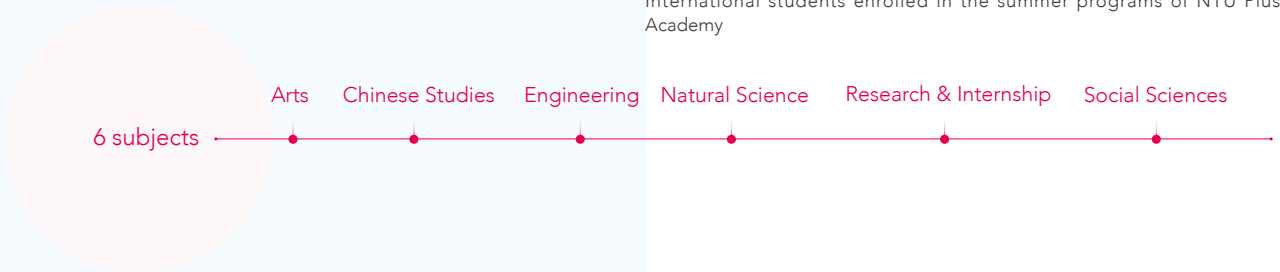 International students enrolled in the summer programs of NTU Plus
Academy
Arts Chinese Studies Engineering Natural Science Research & Internship Social Sciences
6 subjects